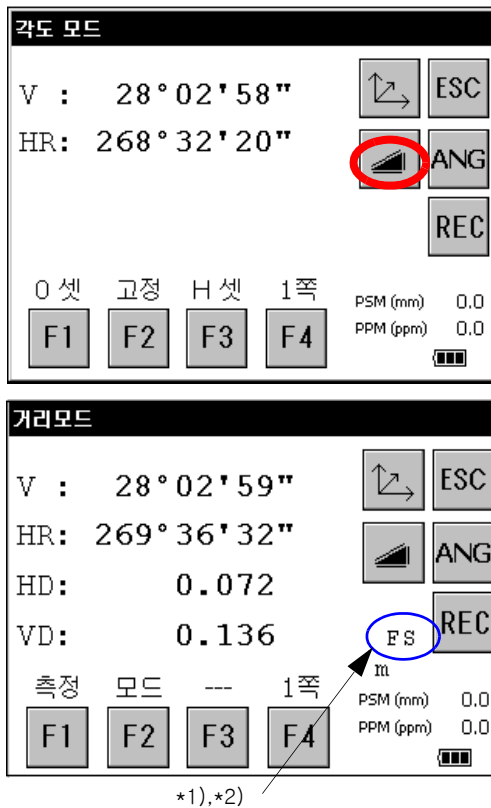 각도 모드
V : 28°02'58" ESC
HR: 268°32'20" ANG
REC
0 셋 고정 H 셋 1쪽 PSM (mm) 0.0
F1 F2 F3 F4 PPM (ppm) 0.0
거리모드
V : 28°02'59" ESC
HR: 269°36'32" ANG
HD: 0.072
VD: 0.136 FS REC
m
측정 모드 --- 1쪽 PSM (mm) 0.0
F1 F2 F3 F4 PPM (ppm) 0.0
*1),*2)